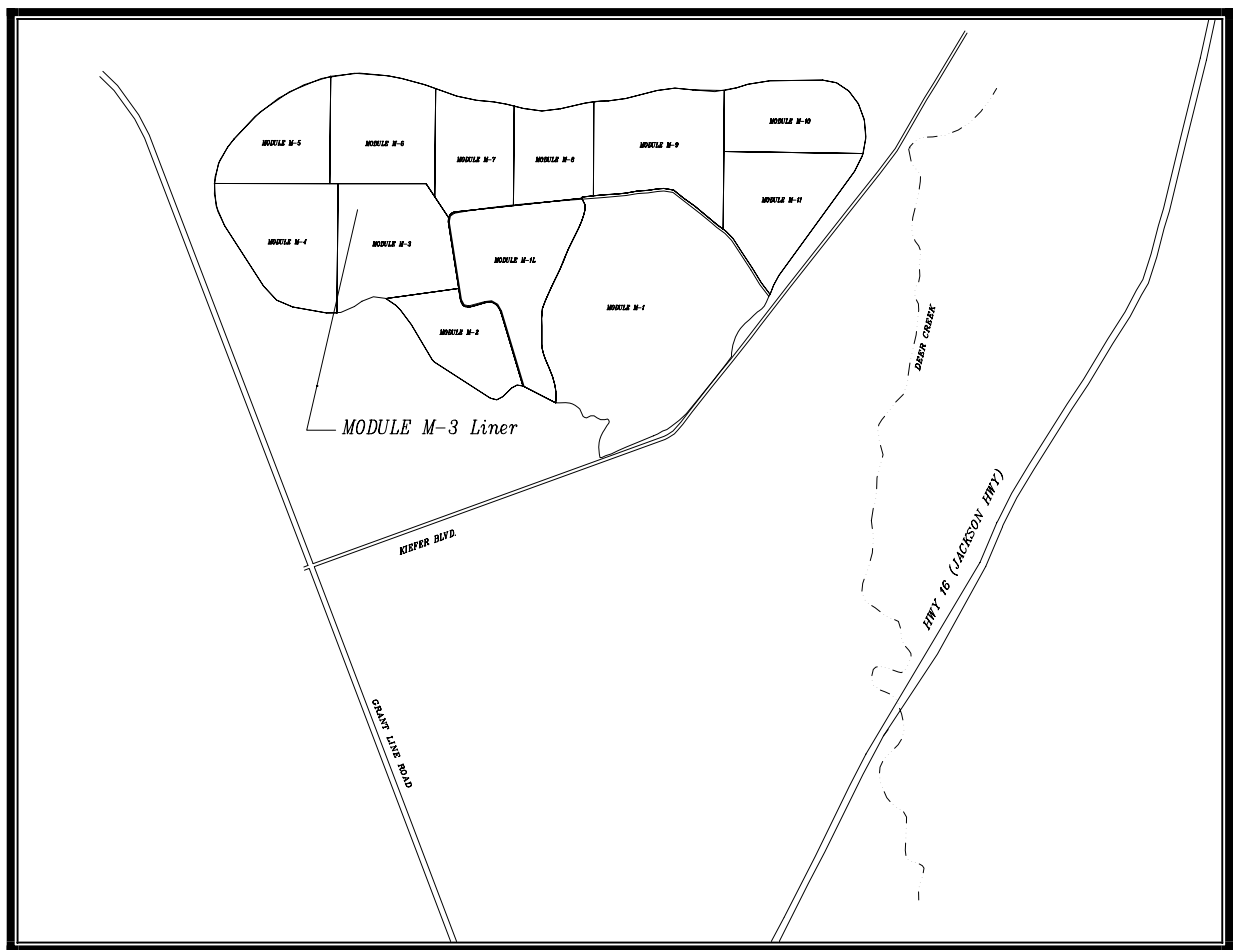 MODULE M-10
MODULE M-5
MODULE M-6
MODULE M-9
MODULE M-7
MODULE M-8
MODULE M-11
MODULE M-4
MODULE M-3
MODULE M-1L
MODULE M-1
MODULE M-2
DEER CREEK
MODULE M-3 Liner
KIEFER BLVD.
HWY 16 (JACKSON HWY)
GRANT LINE ROAD